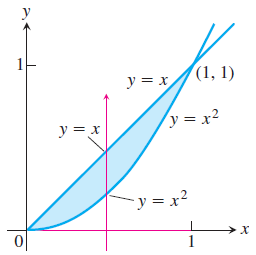 y
1
y = x
(1, 1)
y = x
y = x²
y = x²
0
1
x